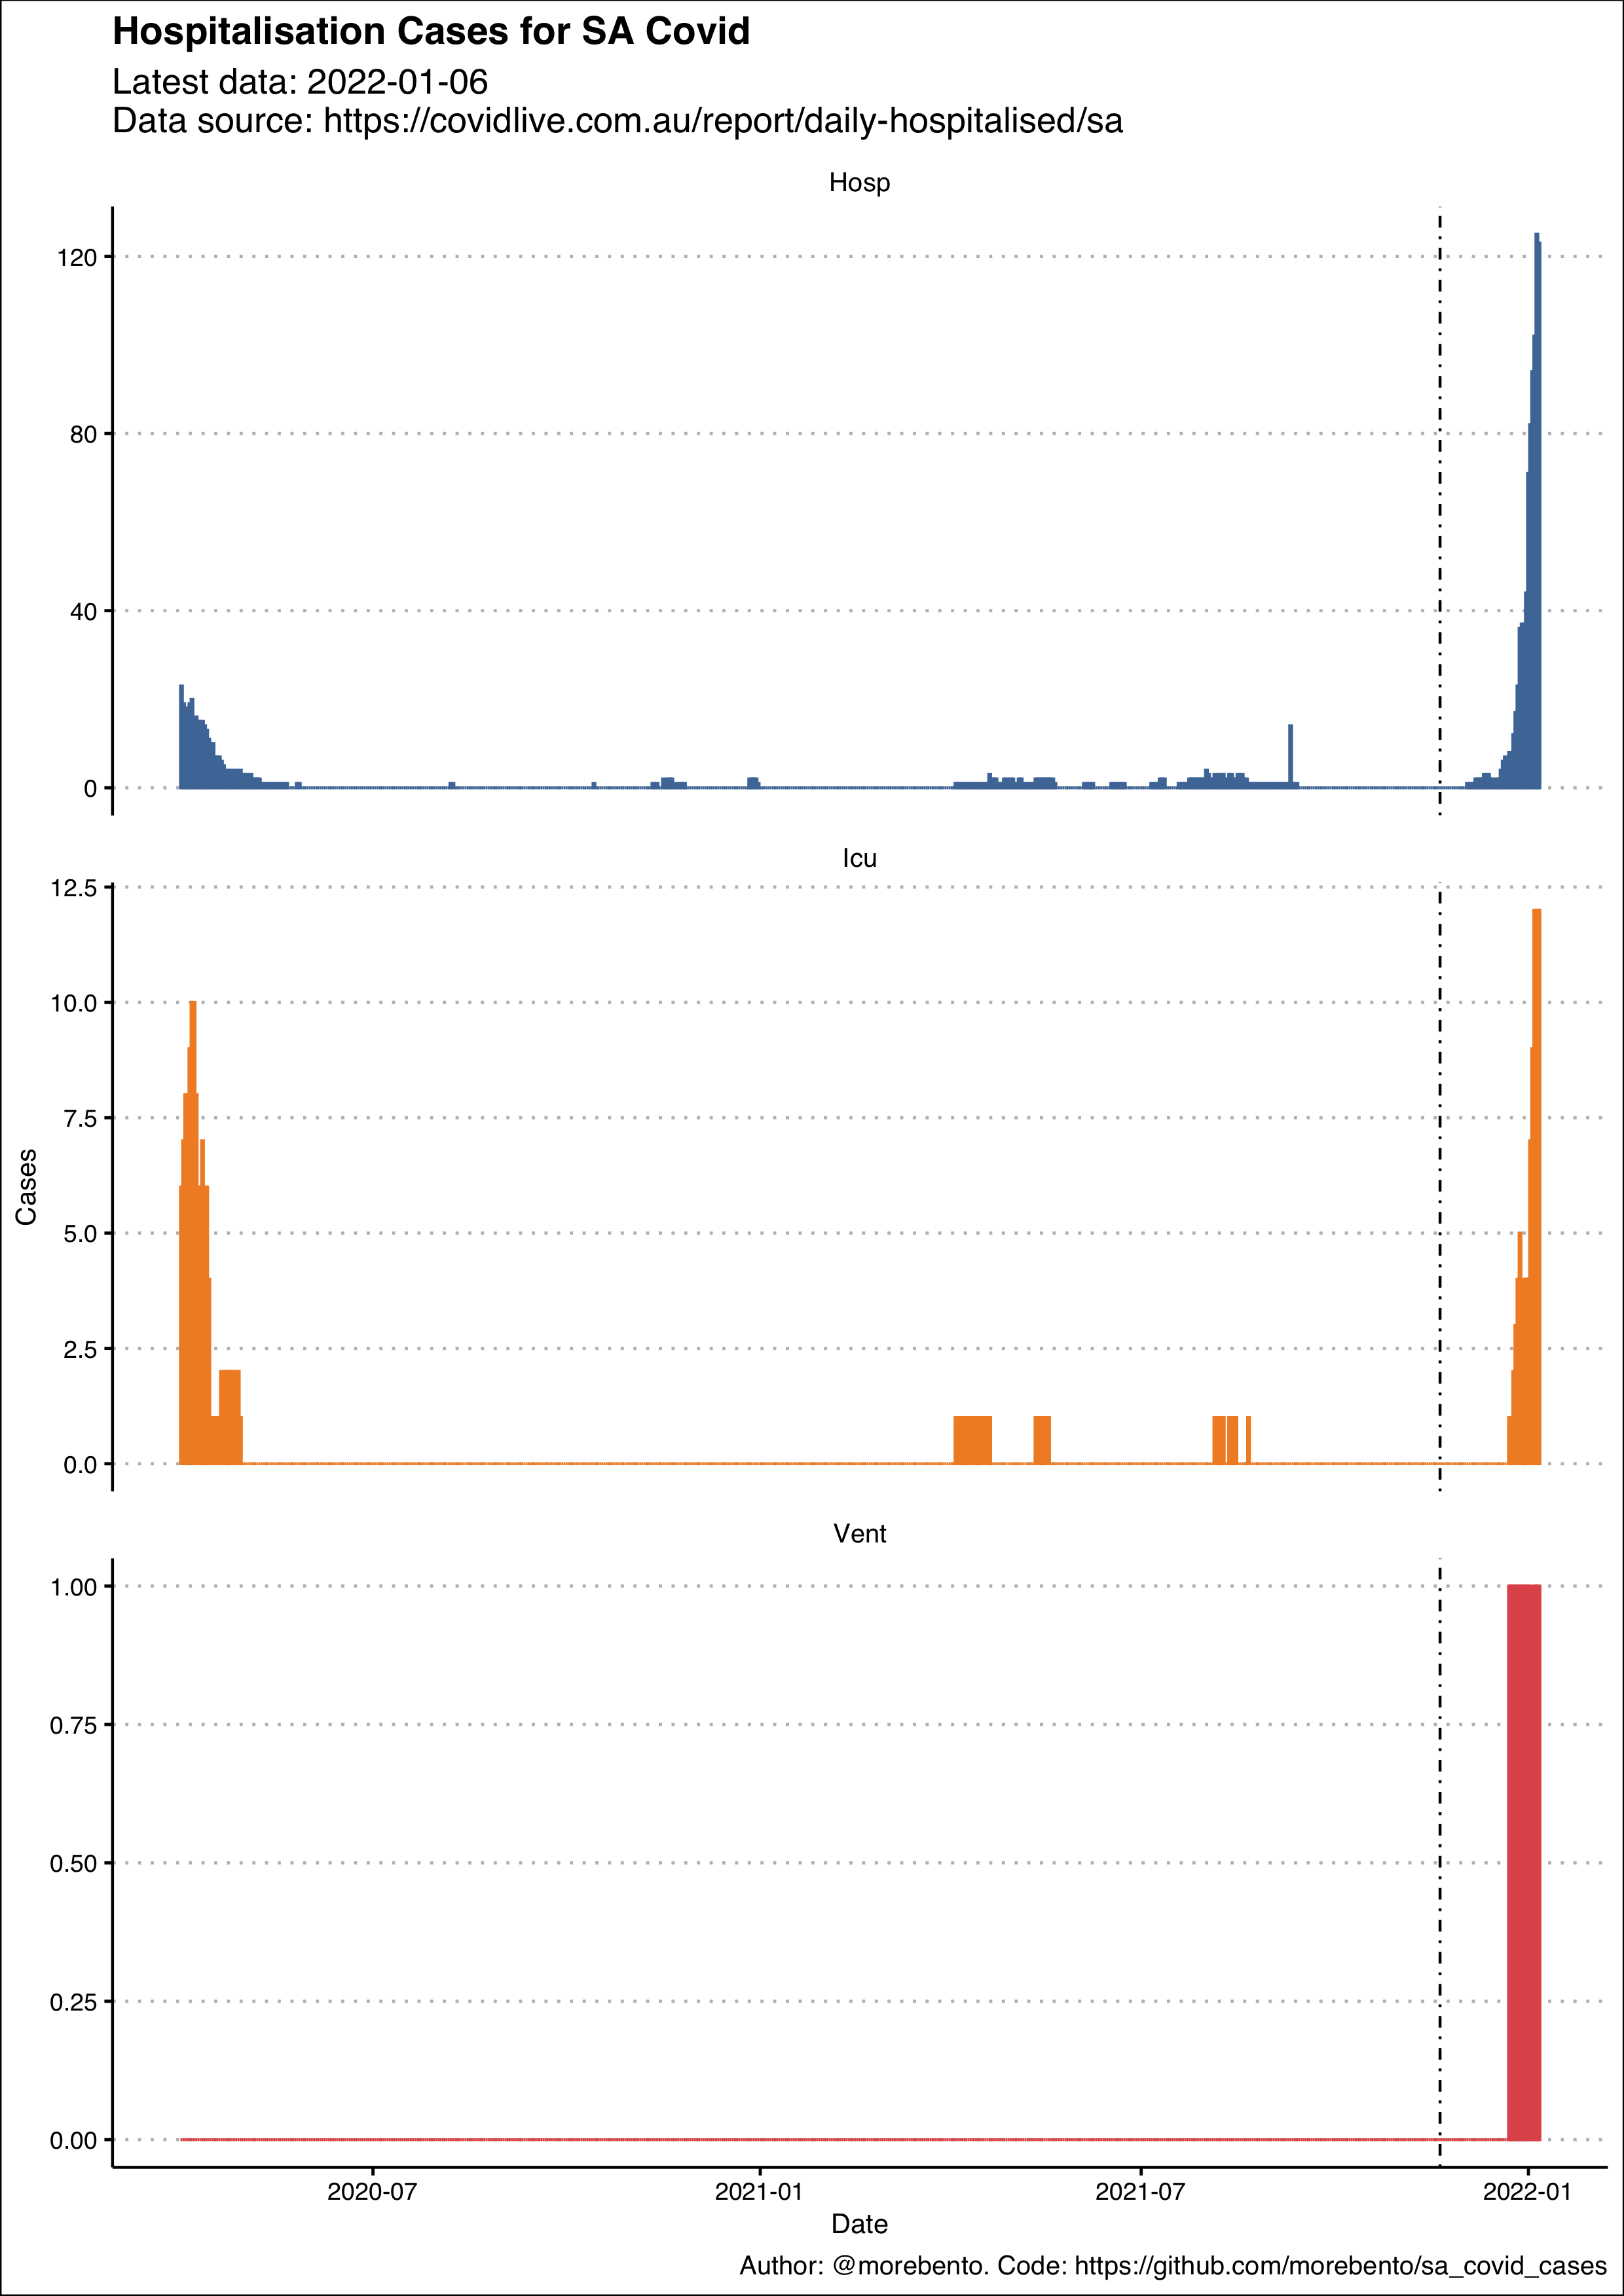 Hospitalisation Cases for SA Covid
Latest data: 2022-01-06
Data source: https://covidlive.com.au/report/daily-hospitalised/sa
Hosp
120
80
40
0
Icu
12.5
10.0
7.5
5.0
2.5
0.0
Cases
Vent
1.00
0.75
0.50
0.25
0.00
2020-07 2021-01 2021-07 2022-01
Date
Author: @morebento. Code: https://github.com/morebento/sa_covid_cases